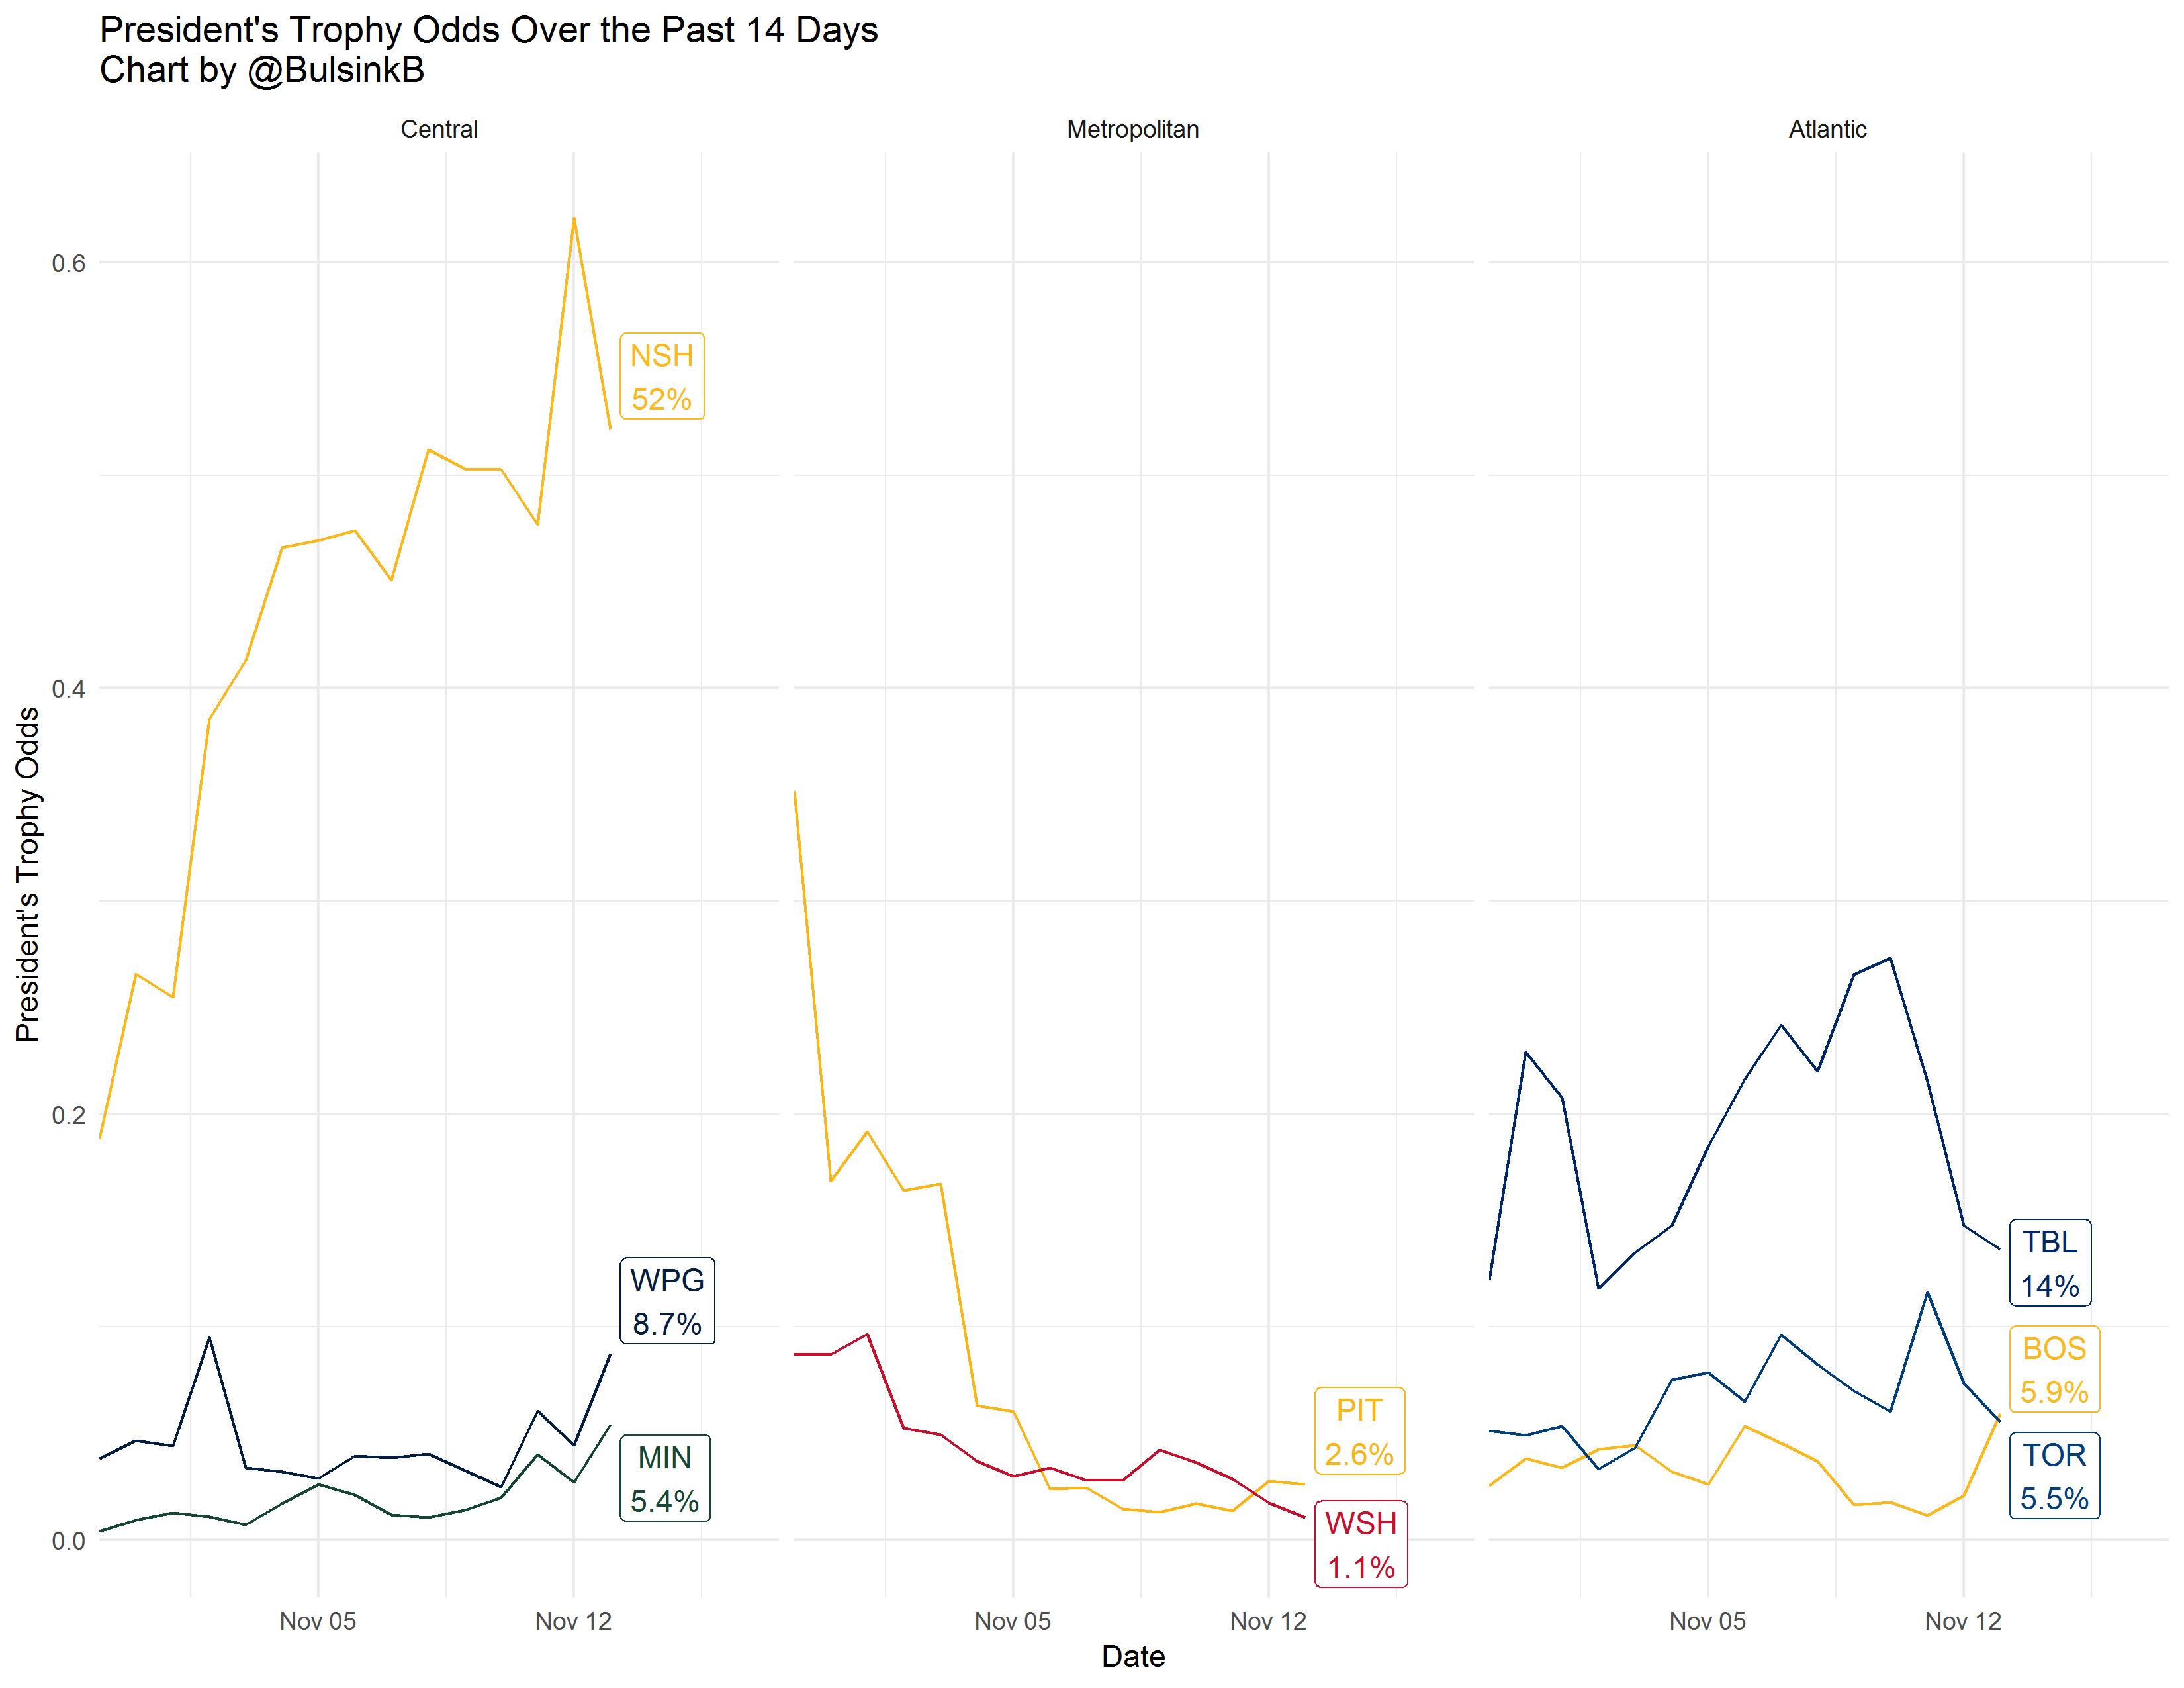 President's Trophy Odds Over the Past 14 Days
Chart by @BulsinkB
Central
Metropolitan
Atlantic
President's Trophy Odds
0.6
0.4
0.2
0.0
NSH
52%
WPG
8.7%
MIN
5.4%
PIT
2.6%
WSH
1.1%
TBL
14%
BOS
5.9%
TOR
5.5%
Nov 05
Nov 12
Nov 05
Nov 12
Nov 05
Nov 12
Date